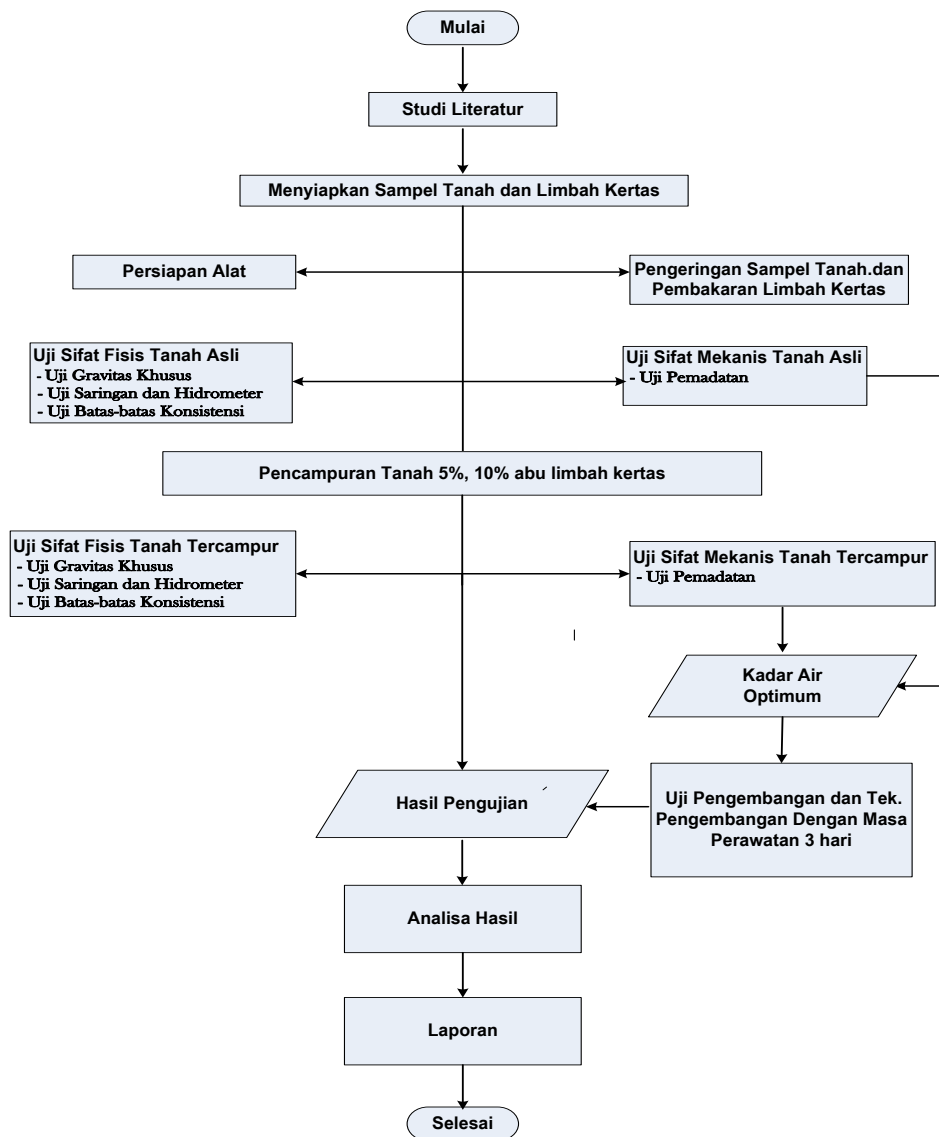 Mulai
Studi Literatur
Menyiapkan Sampel Tanah dan Limbah Kertas
Persiapan Alat
Pengeringan Sampel Tanah.dan
Pembakaran Limbah Kertas
Uji Sifat Fisis Tanah Asli
- Uji Gravitas Khusus
- Uji Saringan dan Hidrometer
- Uji Batas-batas Konsistensi
Uji Sifat Mekanis Tanah Asli
- Uji Pemadatan
Pencampuran Tanah 5%, 10% abu limbah kertas
Uji Sifat Fisis Tanah Tercampur
- Uji Gravitas Khusus
- Uji Saringan dan Hidrometer
- Uji Batas-batas Konsistensi
Uji Sifat Mekanis Tanah Tercampur
- Uji Pemadatan
Kadar Air
Optimum
Hasil Pengujian
Uji Pengembangan dan Tek.
Pengembangan Dengan Masa
Perawatan 3 hari
Analisa Hasil
Laporan
Selesai